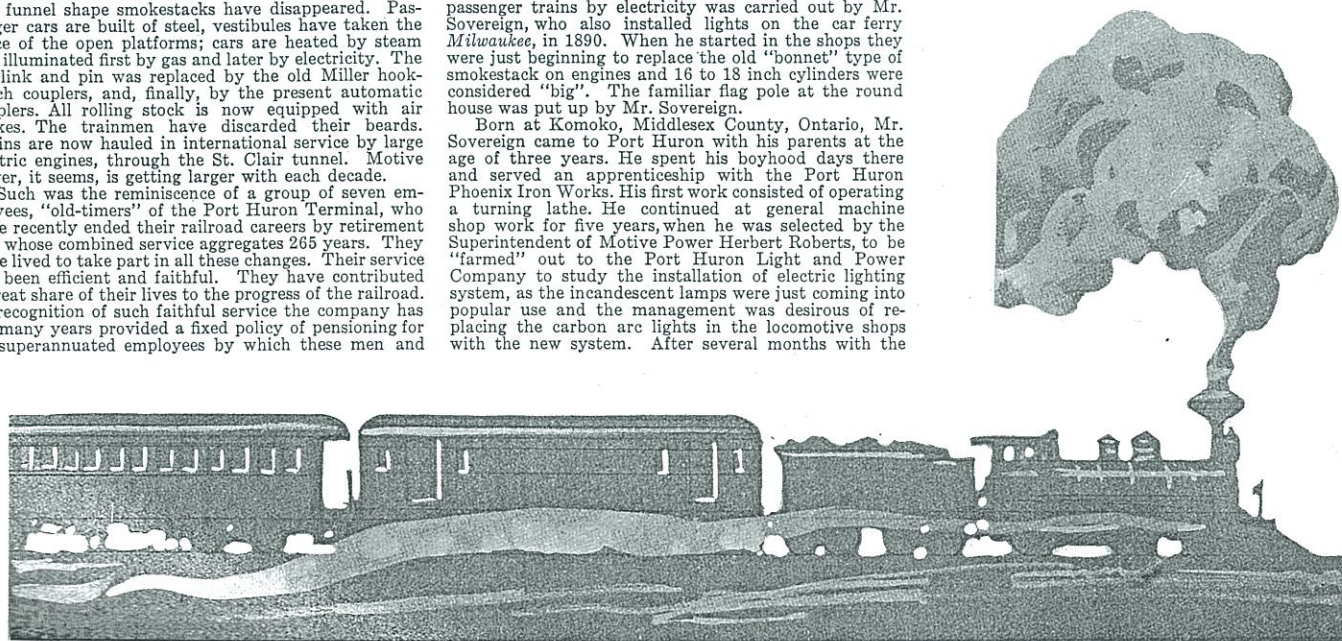 funnel shape smokestacks have disappeared. Pas-
ger cars are built of steel, vestibules have taken the
ce of the open platforms; cars are heated by steam
illuminated first by gas and later by electricity. The
link and pin was replaced by the old Miller hook-
ch couplers, and, finally, by the present automatic
plers. All rolling stock is now equipped with air
kes. The trainmen have discarded their beards.
ins are now hauled in international service by large
tric engines, through the St. Clair tunnel. Motive
er, it seems, is getting larger with each decade.
Such was the reminiscence of a group of seven em-
yees, "old-timers" of the Port Huron Terminal, who
e recently ended their railroad careers by retirement
whose combined service aggregates 265 years. They
e lived to take part in all these changes. Their service
been efficient and faithful. They have contributed
reat share of their lives to the progress of the railroad.
recognition of such faithful service the company has
many years provided a fixed policy of pensioning for
superannuated employees by which these men and
passenger trains by electricity was carried out by Mr.
Sovereign, who also installed lights on the car ferry
Milwaukee, in 1890. When he started in the shops they
were just beginning to replace the old "bonnet" type of
smokestack on engines and 16 to 18 inch cylinders were
considered "big". The familiar flag pole at the round
house was put up by Mr. Sovereign.
Born at Komoko, Middlesex County, Ontario, Mr.
Sovereign came to Port Huron with his parents at the
age of three years. He spent his boyhood days there
and served an apprenticeship with the Port Huron
Phoenix Iron Works. His first work consisted of operating
a turning lathe. He continued at general machine
shop work for five years, when he was selected by the
Superintendent of Motive Power Herbert Roberts, to be
"farmed" out to the Port Huron Light and Power
Company to study the installation of electric lighting
system, as the incandescent lamps were just coming into
popular use and the management was desirous of re-
placing the carbon arc lights in the locomotive shops
with the new system. After several months with the